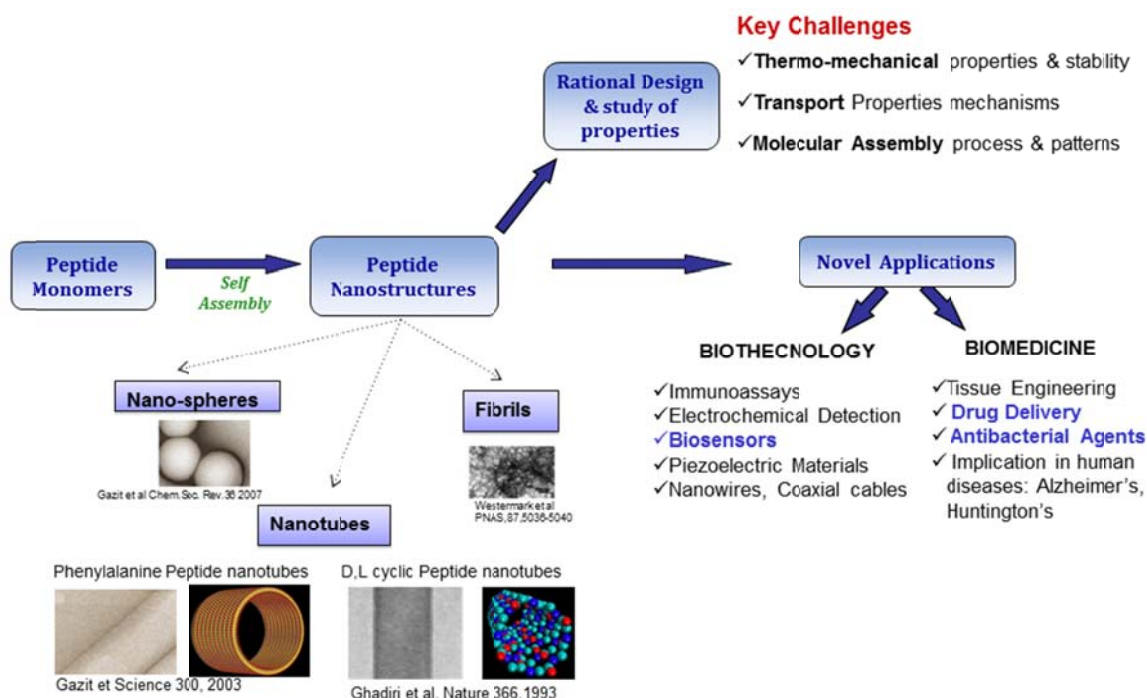 Key Challenges
✓Thermo-mechanical properties & stability
✓Transport Properties mechanisms
✓Molecular Assembly process & patterns
Rational Design
& study of
properties
Peptide
Monomers
Self
Assembly
Peptide
Nanostructures
Novel Applications
BIOTHECNOLOGY
✓Immunoassays
✓Electrochemical Detection
✓Biosensors
✓Piezoelectric Materials
✓Nanowires, Coaxial cables
BIOMEDICINE
✓Tissue Engineering
✓Drug Delivery
✓Antibacterial Agents
✓Implication in human
diseases: Alzheimer's,
Huntington's
Nano-spheres
Gazit et al Chem.Soc. Rev.36 2007
Fibrils
Westermark et al
PNAS,87,5036-5040
Nanotubes
Phenylalanine Peptide nanotubes
Gazit et Science 300, 2003
D,L cyclic Peptide nanotubes
Ghadiri et al. Nature 366,1993